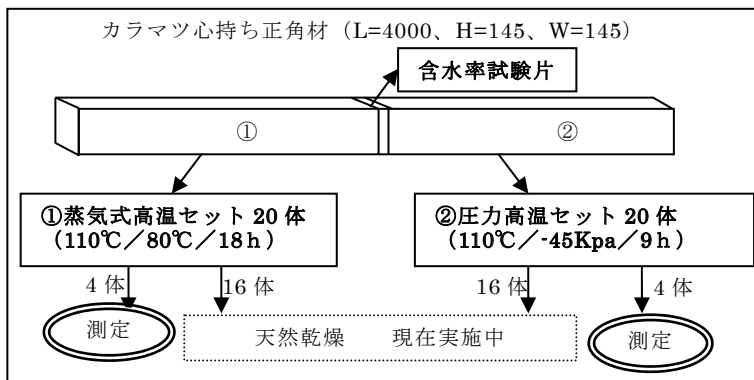 カラマツ心持ち正角材（L=4000、H=145、W=145）
含水率試験片
① ②
①蒸気式高温セット 20 体
（110℃／80℃／18ｈ）
②圧力高温セット 20 体
（110℃／-45Kpa／9ｈ）
4 体 16 体 16 体 4 体
測定 天然乾燥 現在実施中 測定